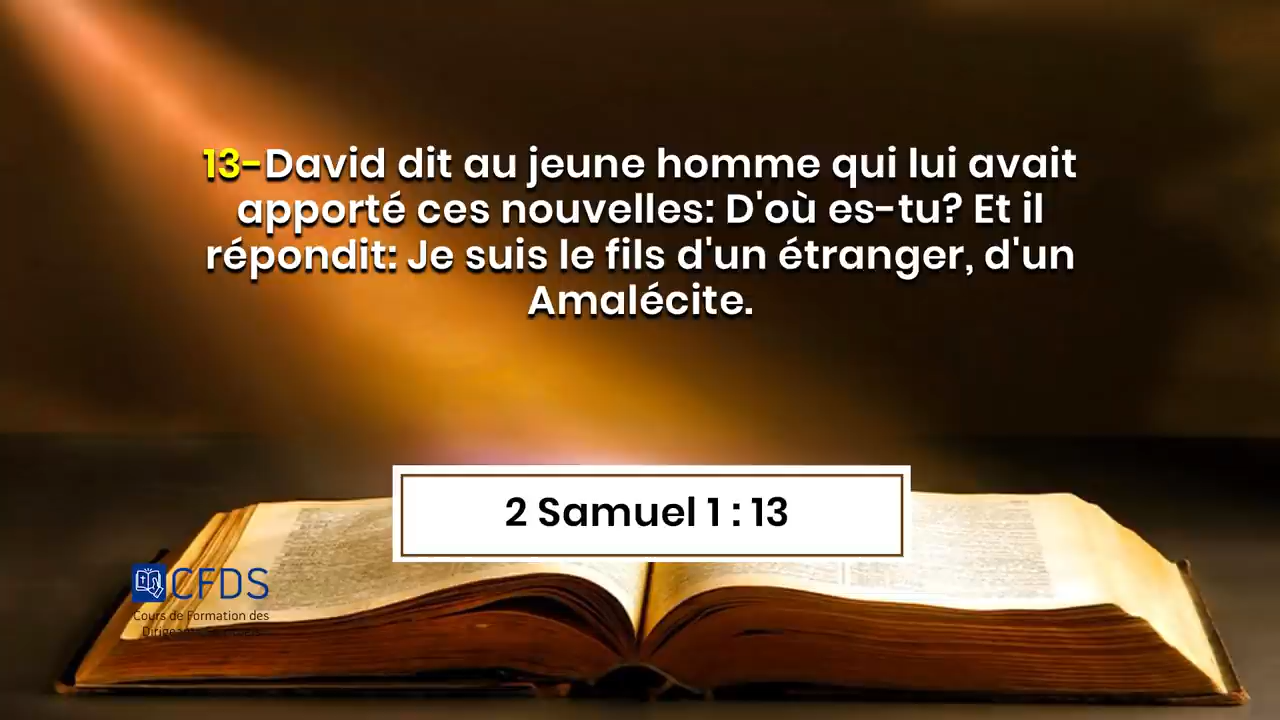 13-David dit au jeune homme qui lui avait
apporté ces nouvelles: D'où es-tu? Et il
répondit: Je suis le fils d'un étranger, d'un
Amalécite.
2 Samuel 1 : 13
CFDS
Cours de Formation des